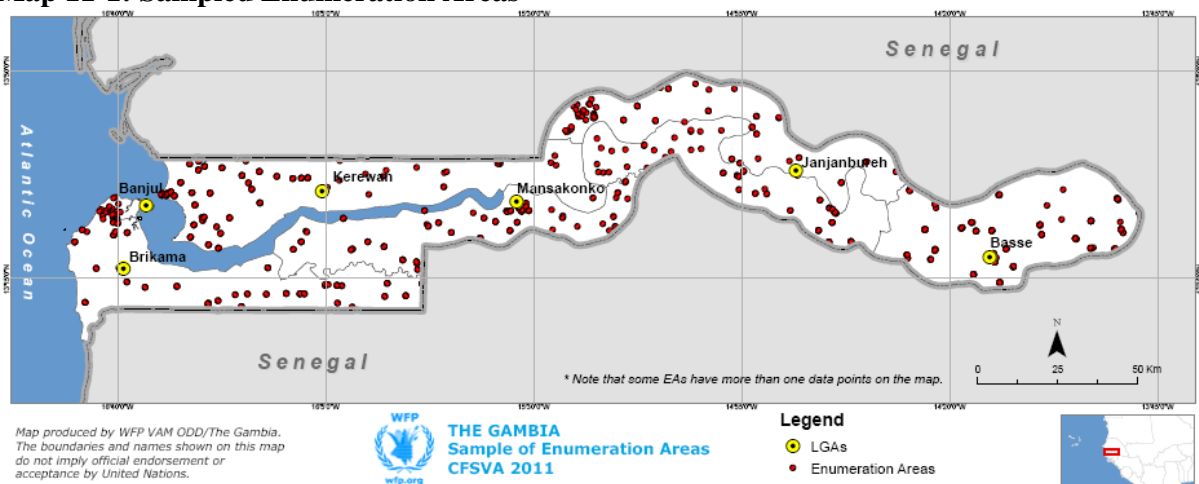 Sampled Enumeration Areas
Senegal
Atlantic Ocean
Banjul
Kerewan
Mansakonko
Janjanbureh
Brikama
Basse
Senegal
N
* Note that some EAs have more than one data points on the map.
0 25 50 Km
Map produced by WFP VAM ODD/The Gambia.
The boundaries and names shown on this map
do not imply official endorsement or
acceptance by United Nations.
WFP
wfp.org
THE GAMBIA
Sample of Enumeration Areas
CFSVA 2011
Legend
LGAs
Enumeration Areas